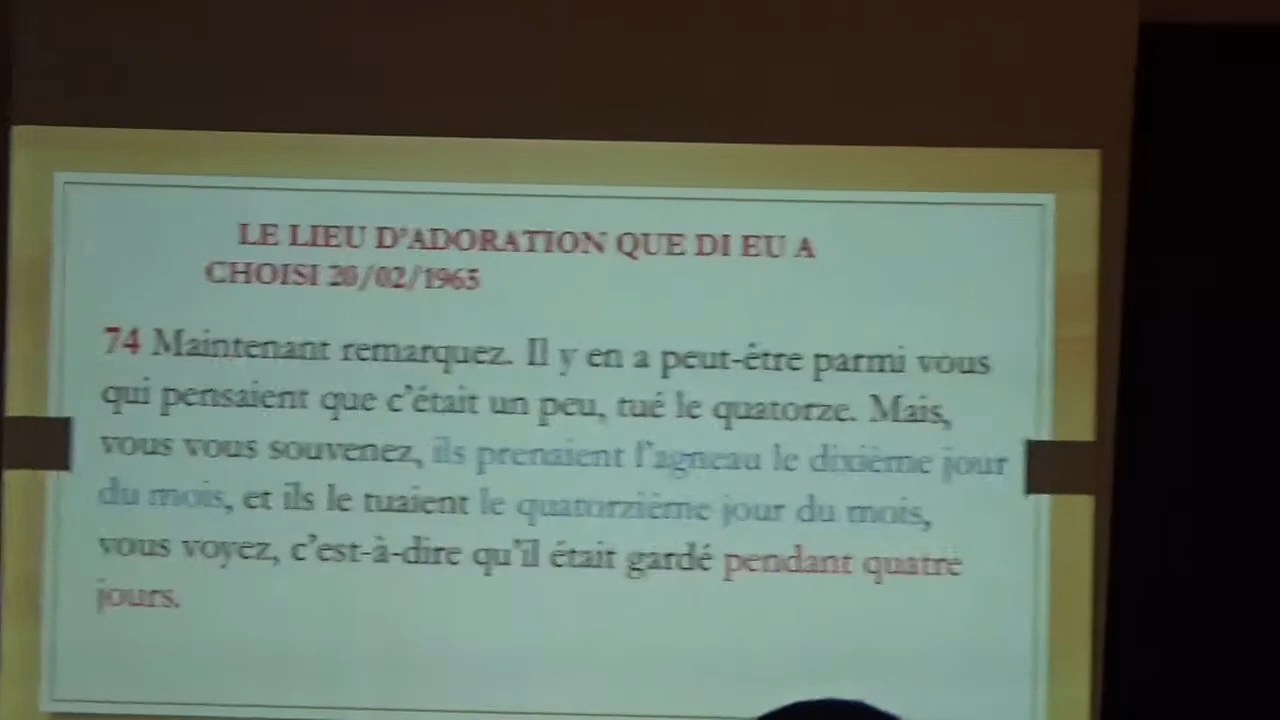 LE LIEU D'ADORATION QUE DI EU A
CHOISI 20/02/1965
74 Maintenant remarquez. Il y en a peut-être parmi vous
qui pensaient que c'était un peu, tué le quatorze. Mais,
vous vous souvenez, ils prenaient l'agneau le dixième jour
du mois, et ils le tuaient le quatorzième jour du mois,
vous voyez, c'est-à-dire qu'il était gardé pendant quatre
jours.